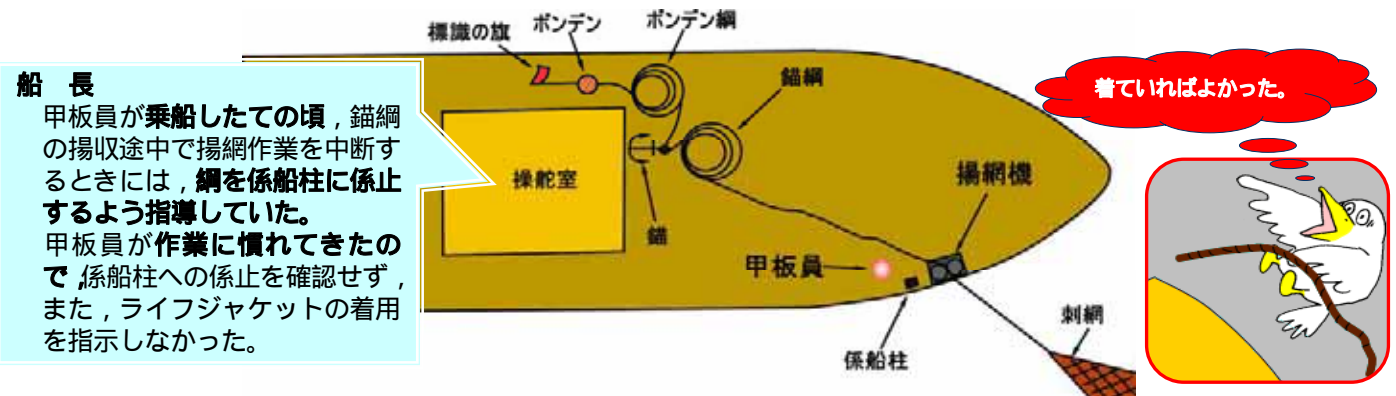 船 長
甲板員が乗船したての頃，錨綱
の揚収途中で揚網作業を中断す
るときには，綱を係船柱に係止
するよう指導していた。
甲板員が作業に慣れてきたの
で，係船柱への係止を確認せず，
また，ライフジャケットの着用
を指示しなかった。
標識の旗
ボンデン
ボンデン綱
錨綱
操舵室
錨
揚網機
甲板員
係船柱
刺網
着ていればよかった。